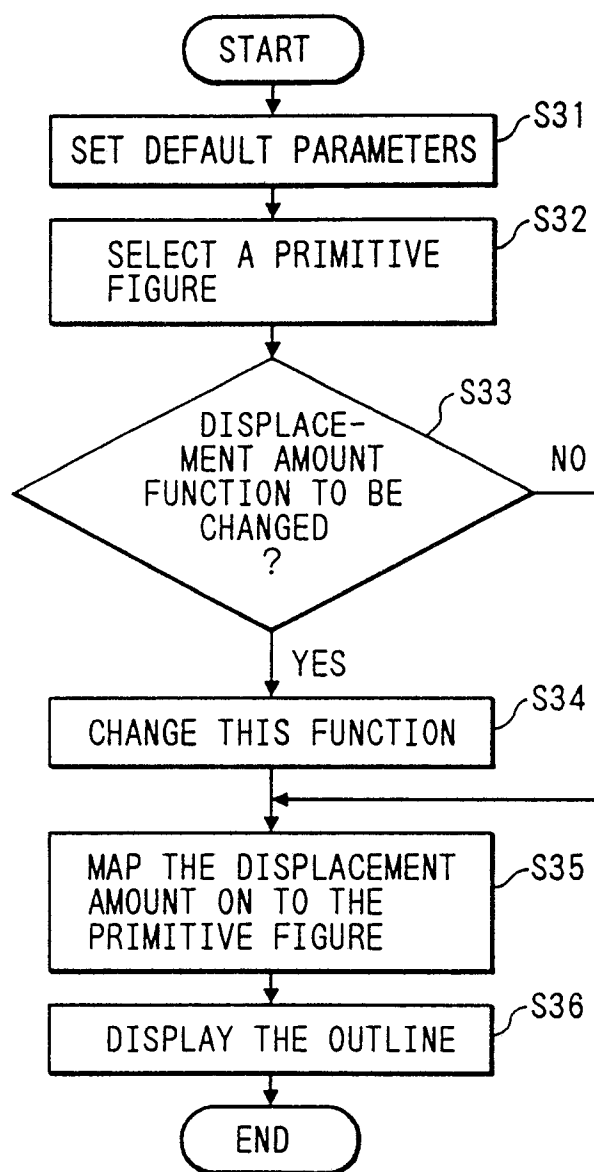 START
S31
SET DEFAULT PARAMETERS
S32
SELECT A PRIMITIVE
FIGURE
S33
DISPLACE-
MENT AMOUNT
FUNCTION TO BE
CHANGED
?
NO
YES
S34
CHANGE THIS FUNCTION
S35
MAP THE DISPLACEMENT
AMOUNT ON TO THE
PRIMITIVE FIGURE
S36
DISPLAY THE OUTLINE
END